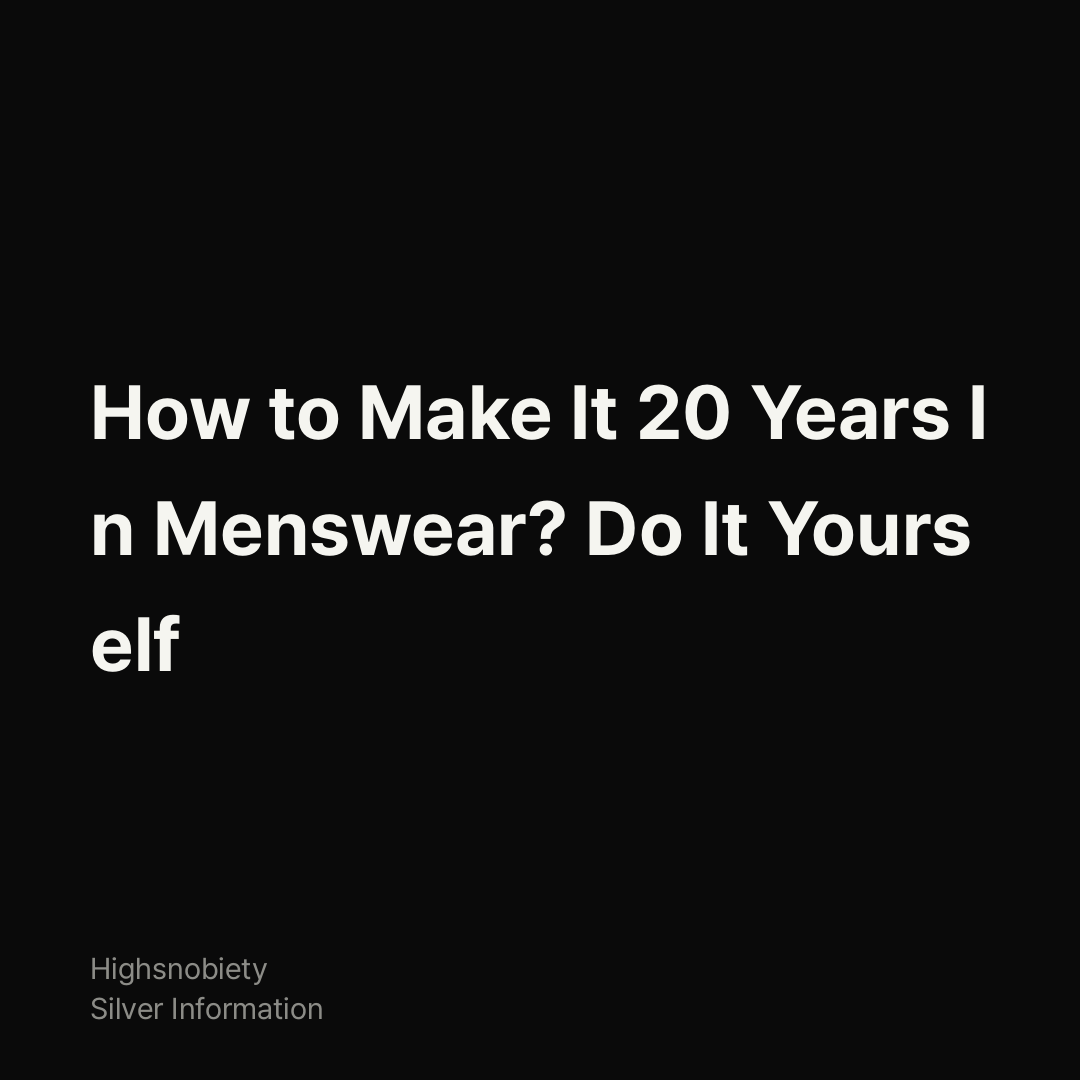 How to Make It 20 Years I
n Menswear? Do It Yours
elf
Highsnobiety
Silver Information